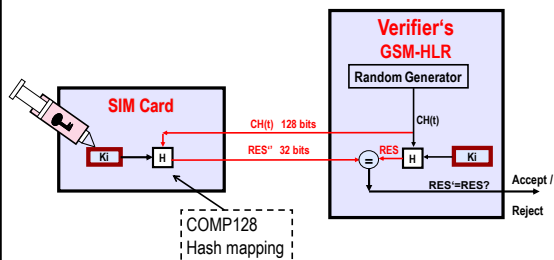 Verifier's
GSM-HLR
Random Generator
SIM Card
CH(t) 128 bits
CH(t)
RES'' 32 bits
RES
Ki
H
=
H
Ki
RES'=RES?
Accept /
Reject
COMP128
Hash mapping